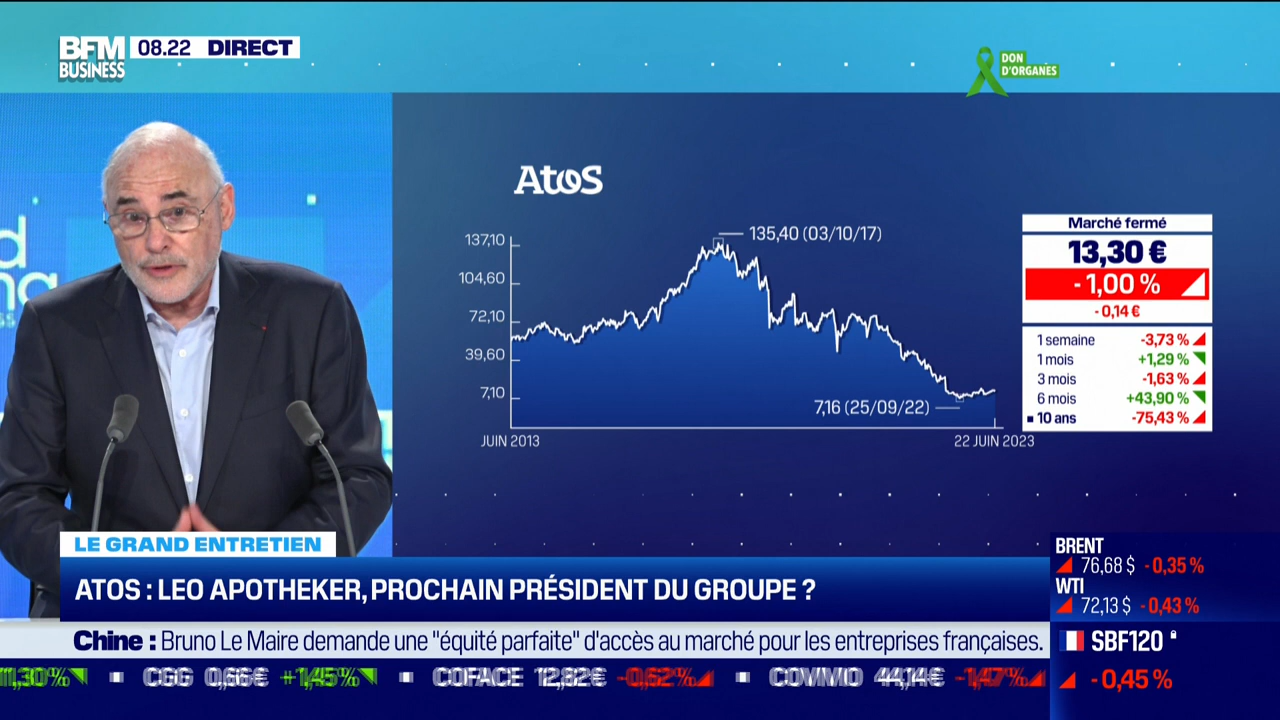 BFM
BUSINESS
08.22 DIRECT
DON
D'ORGANES
Atos
137,10
104,60
72,10
39,60
7,10
135,40 (03/10/17)
7,16 (25/09/22)
JUIN 2013
22 JUIN 2023
Marché fermé
13,30 €
- 1,00 %
- 0,14 €
1 semaine -3,73 %
1 mois +1,29 %
3 mois -1,63 %
6 mois +43,90 %
10 ans -75,43 %
LE GRAND ENTRETIEN
ATOS : LEO APOTHEKER, PROCHAIN PRÉSIDENT DU GROUPE ?
Chine : Bruno Le Maire demande une "équité parfaite" d'accès au marché pour les entreprises françaises.
11,30% CGG 0,66€ +1,45% COFACE 12,82€ -0,62% COVIVIO 44,14€ -1,47%
BRENT
76,68 $ - 0,35 %
WTI
72,13 $ - 0,43 %
SBF120
- 0,45 %